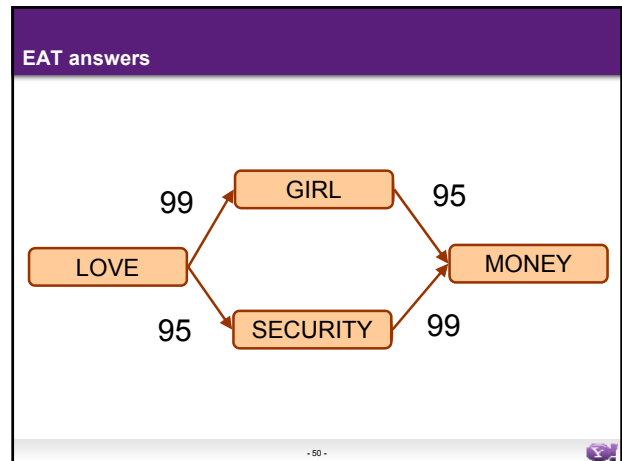 EAT answers
99
GIRL
95
LOVE
MONEY
95
SECURITY
99
- 50 -
Y!